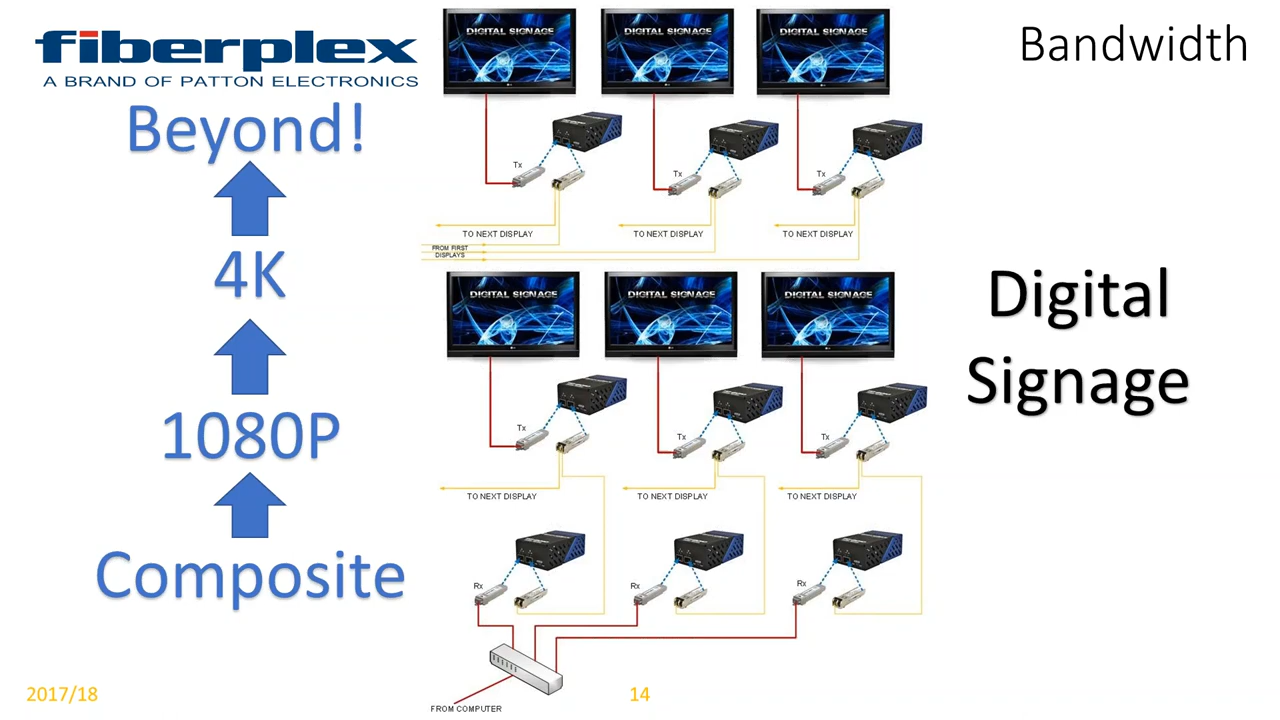 fiberplex
A BRAND OF PATTON ELECTRONICS
Bandwidth
Beyond!
4K
1080P
Composite
DIGITAL SIGNAGE
DIGITAL SIGNAGE
DIGITAL SIGNAGE
Tx
Tx
Tx
TO NEXT DISPLAY
TO NEXT DISPLAY
TO NEXT DISPLAY
FROM FIRST
DISPLAYS
DIGITAL SIGNAGE
DIGITAL SIGNAGE
DIGITAL SIGNAGE
Digital
Signage
Tx
Tx
Tx
TO NEXT DISPLAY
TO NEXT DISPLAY
TO NEXT DISPLAY
Rx
Rx
Rx
FROM COMPUTER
2017/18
14